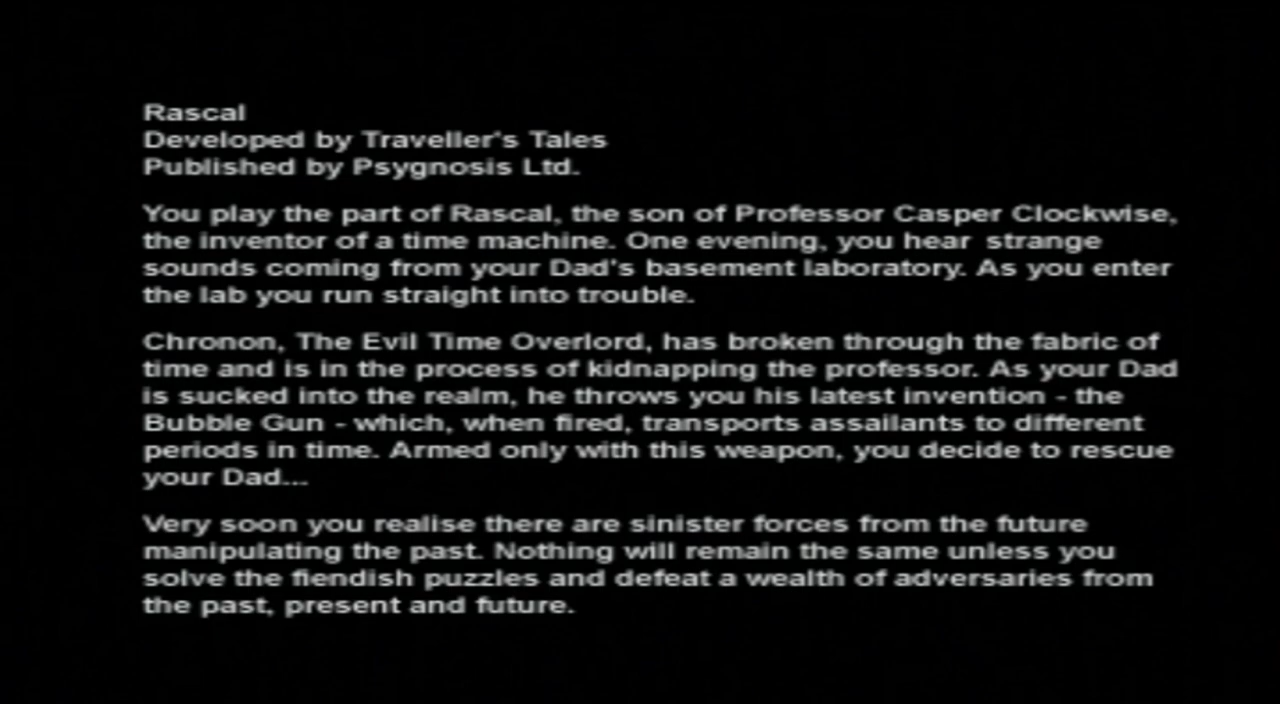 Rascal
Developed by Traveller's Tales
Published by Psygnosis Ltd.
You play the part of Rascal, the son of Professor Casper Clockwise,
the inventor of a time machine. One evening, you hear strange
sounds coming from your Dad's basement laboratory. As you enter
the lab you run straight into trouble.
Chronon, The Evil Time Overlord, has broken through the fabric of
time and is in the process of kidnapping the professor. As your Dad
is sucked into the realm, he throws you his latest invention - the
Bubble Gun - which, when fired, transports assailants to different
periods in time. Armed only with this weapon, you decide to rescue
your Dad...
Very soon you realise there are sinister forces from the future
manipulating the past. Nothing will remain the same unless you
solve the fiendish puzzles and defeat a wealth of adversaries from
the past, present and future.